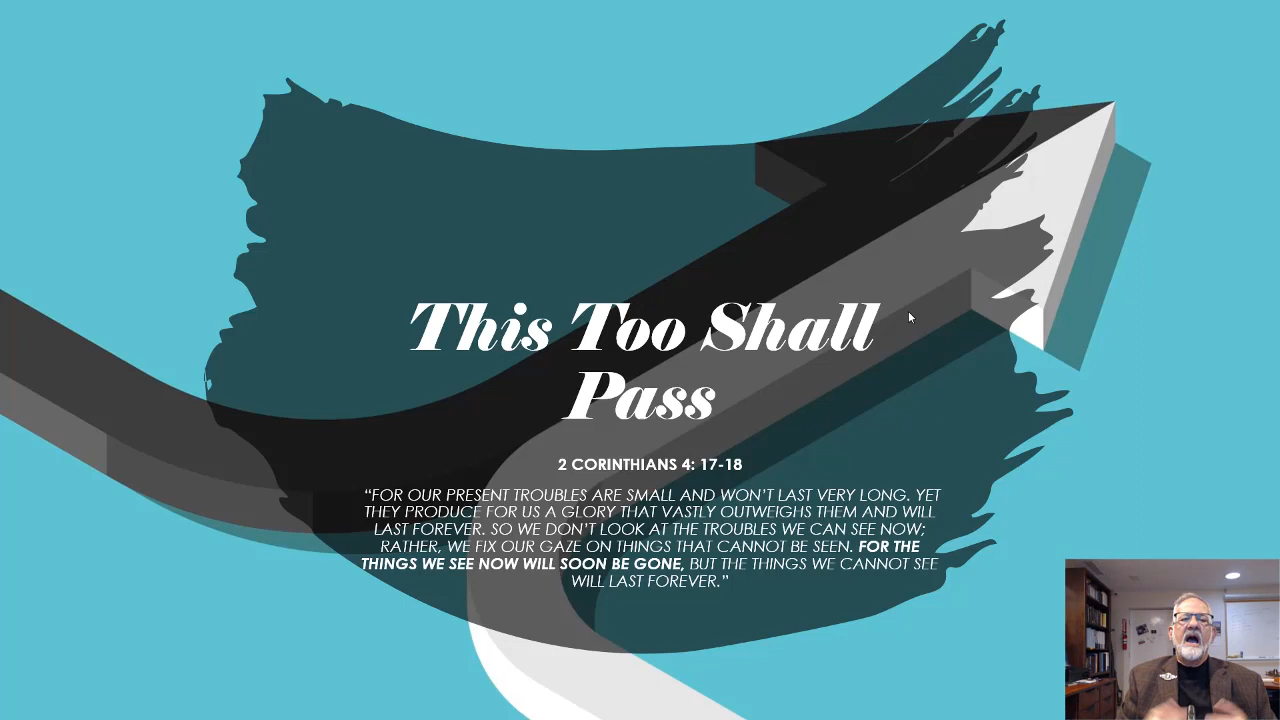 This Too Shall
Pass
2 CORINTHIANS 4: 17-18
“FOR OUR PRESENT TROUBLES ARE SMALL AND WON’T LAST VERY LONG. YET
THEY PRODUCE FOR US A GLORY THAT VASTLY OUTWEIGHS THEM AND WILL
LAST FOREVER. SO WE DON’T LOOK AT THE TROUBLES WE CAN SEE NOW;
RATHER, WE FIX OUR GAZE ON THINGS THAT CANNOT BE SEEN. FOR THE
THINGS WE SEE NOW WILL SOON BE GONE, BUT THE THINGS WE CANNOT SEE
WILL LAST FOREVER.”